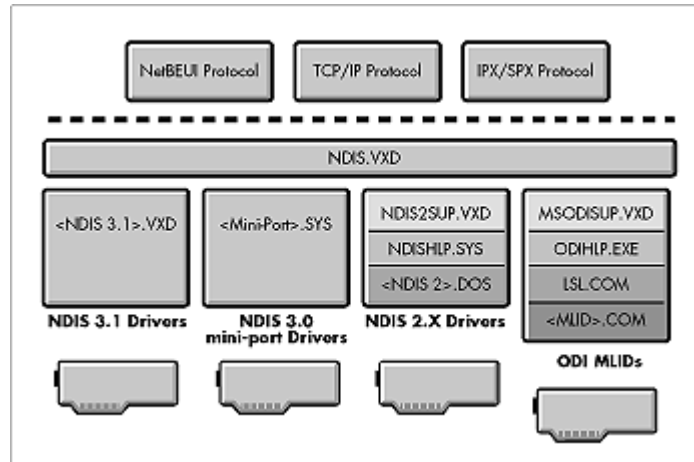 NetBEUI Protocol
TCP/IP Protocol
IPX/SPX Protocol
NDIS.VXD
<NDIS 3.1>.VXD
<Mini-Port>.SYS
NDIS2SUP.VXD
NDISHLP.SYS
<NDIS 2>.DOS
MSODISUP.VXD
ODIHLP.EXE
LSL.COM
<MLID>.COM
NDIS 3.1 Drivers
NDIS 3.0
mini-port Drivers
NDIS 2.X Drivers
ODI MLIDs